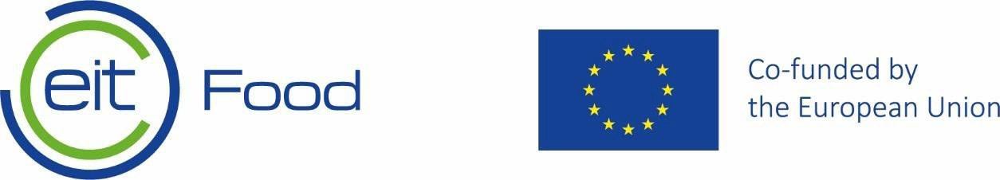 eit Food
Co-funded by
the European Union